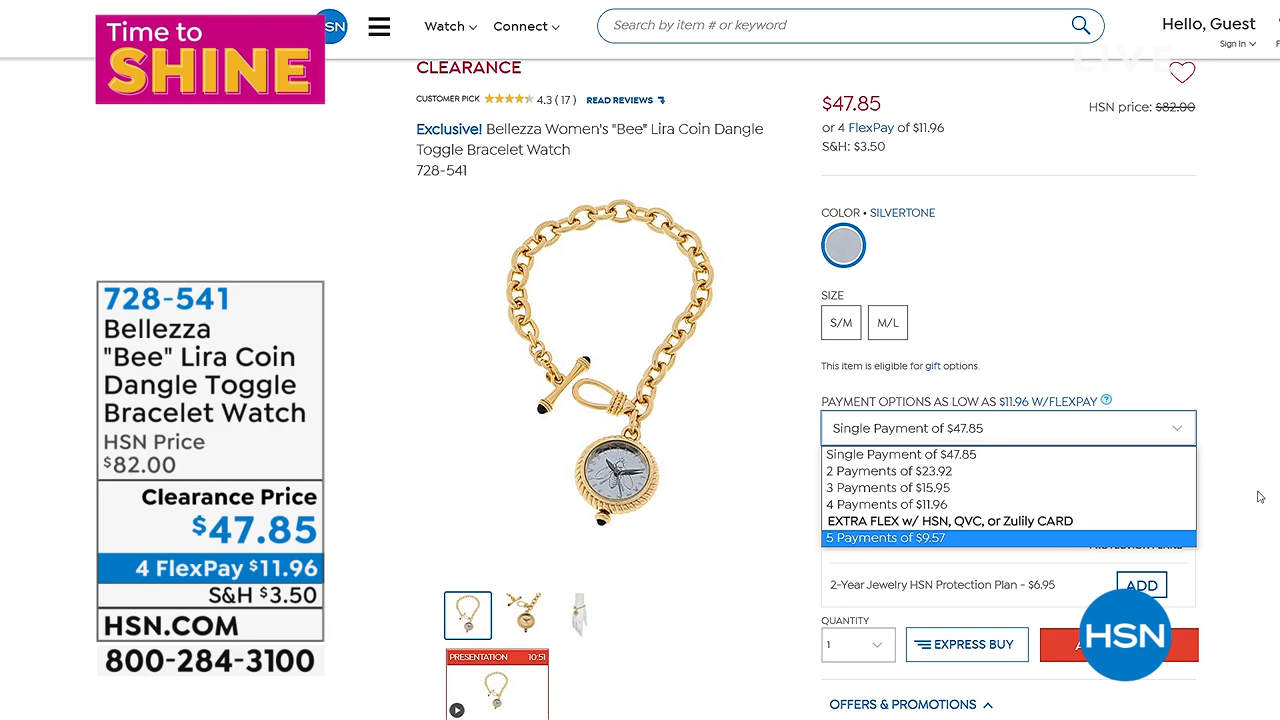 Time to
SHINE
HSN
Watch
Connect
Search by item # or keyword
Hello, Guest
Sign In
LIVE
CLEARANCE
CUSTOMER PICK 4.3 (17) READ REVIEWS
Exclusive! Bellezza Women's "Bee" Lira Coin Dangle
Toggle Bracelet Watch
728-541
$47.85
HSN price: $82.00
or 4 FlexPay of $11.96
S&H: $3.50
COLOR • SILVERTONE
SIZE
S/M M/L
This item is eligible for gift options.
PAYMENT OPTIONS AS LOW AS $11.96 W/FLEXPAY ?
Single Payment of $47.85
Single Payment of $47.85
2 Payments of $23.92
3 Payments of $15.95
4 Payments of $11.96
EXTRA FLEX w/ HSN, QVC, or Zulily CARD
5 Payments of $9.57
2-Year Jewelry HSN Protection Plan - $6.95
ADD
QUANTITY
1
EXPRESS BUY
HSN
OFFERS & PROMOTIONS
PRESENTATION 10:51
728-541
Bellezza
"Bee" Lira Coin
Dangle Toggle
Bracelet Watch
HSN Price
$82.00
Clearance Price
$47.85
4 FlexPay $11.96
S&H $3.50
HSN.COM
800-284-3100